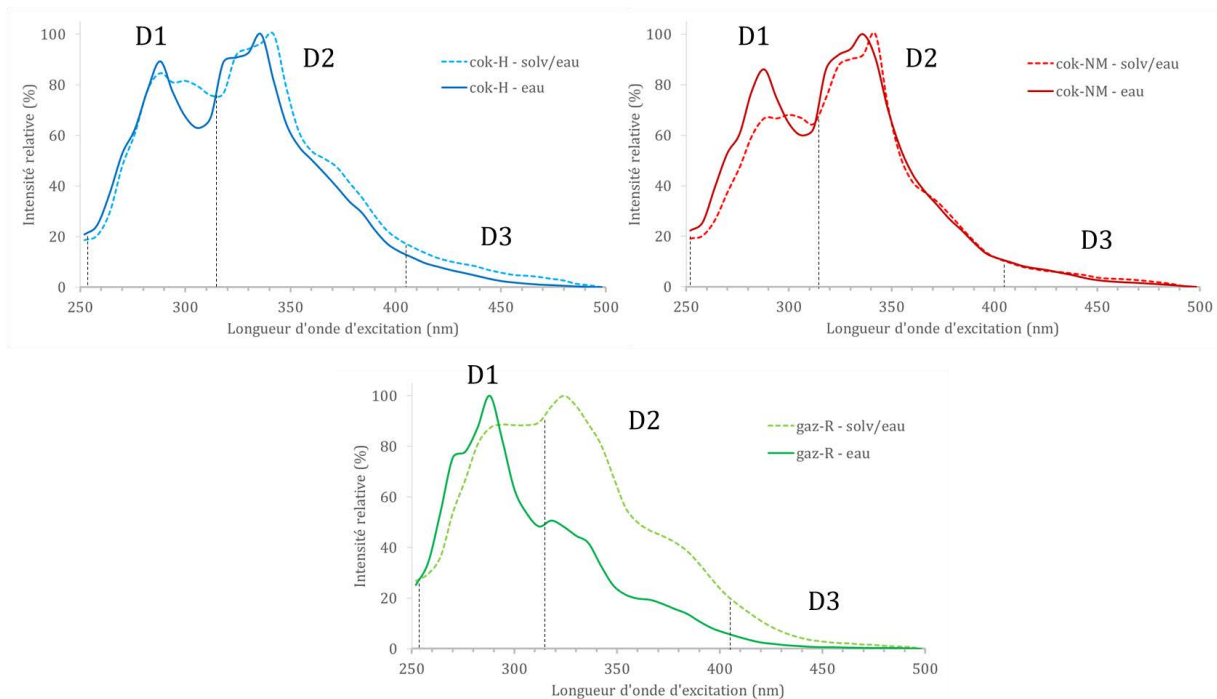 D1
D2
D3
100
80
60
40
20
0
Intensité relative (%)
cok-H - solv/eau
cok-H - eau
250 300 350 400 450 500
Longueur d'onde d'excitation (nm)
D1
D2
D3
100
80
60
40
20
0
Intensité relative (%)
cok-NM - solv/eau
cok-NM - eau
250 300 350 400 450 500
Longueur d'onde d'excitation (nm)
D1
D2
D3
100
80
60
40
20
0
Intensité relative (%)
gaz-R - solv/eau
gaz-R - eau
250 300 350 400 450 500
Longueur d'onde d'excitation (nm)